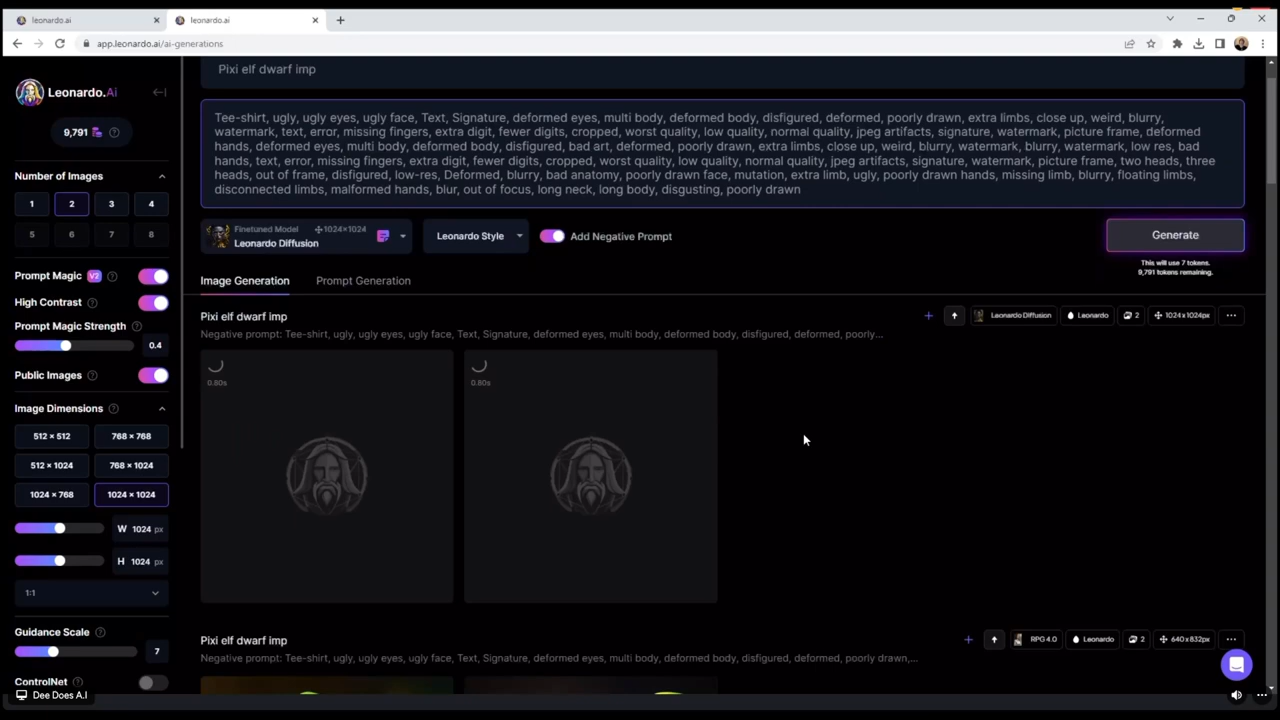 leonardo.ai
leonardo.ai
app.leonardo.ai/ai-generations
Leonardo.Ai
9,791
Number of Images
1 2 3 4
5 6 7 8
Prompt Magic V2
High Contrast
Prompt Magic Strength
0.4
Public Images
Image Dimensions
512 × 512 768 × 768
512 × 1024 768 × 1024
1024 × 768 1024 × 1024
W 1024 px
H 1024 px
1:1
Guidance Scale
7
ControlNet
Dee Does A.I
Pixi elf dwarf imp
Tee-shirt, ugly, ugly eyes, ugly face, Text, Signature, deformed eyes, multi body, deformed body, disfigured, deformed, poorly drawn, extra limbs, close up, weird, blurry,
watermark, text, error, missing fingers, extra digit, fewer digits, cropped, worst quality, low quality, normal quality, jpeg artifacts, signature, watermark, picture frame, deformed
hands, deformed eyes, multi body, deformed body, disfigured, bad art, deformed, poorly drawn, extra limbs, close up, weird, blurry, watermark, blurry, watermark, low res, bad
hands, text, error, missing fingers, extra digit, fewer digits, cropped, worst quality, low quality, normal quality, jpeg artifacts, signature, watermark, picture frame, two heads, three
heads, out of frame, disfigured, low-res, Deformed, blurry, bad anatomy, poorly drawn face, mutation, extra limb, ugly, poorly drawn hands, missing limb, blurry, floating limbs,
disconnected limbs, malformed hands, blur, out of focus, long neck, long body, disgusting, poorly drawn
Finetuned Model 1024×1024
Leonardo Diffusion
Leonardo Style
Add Negative Prompt
Generate
This will use 7 tokens.
9,791 tokens remaining.
Image Generation Prompt Generation
Pixi elf dwarf imp
Leonardo Diffusion Leonardo 2 1024x1024px
Negative prompt: Tee-shirt, ugly, ugly eyes, ugly face, Text, Signature, deformed eyes, multi body, deformed body, disfigured, deformed, poorly...
0.80s 0.80s
Pixi elf dwarf imp
RPG 4.0 Leonardo 2 640x832px
Negative prompt: Tee-shirt, ugly, ugly eyes, ugly face, Text, Signature, deformed eyes, multi body, deformed body, disfigured, deformed, poorly drawn,...